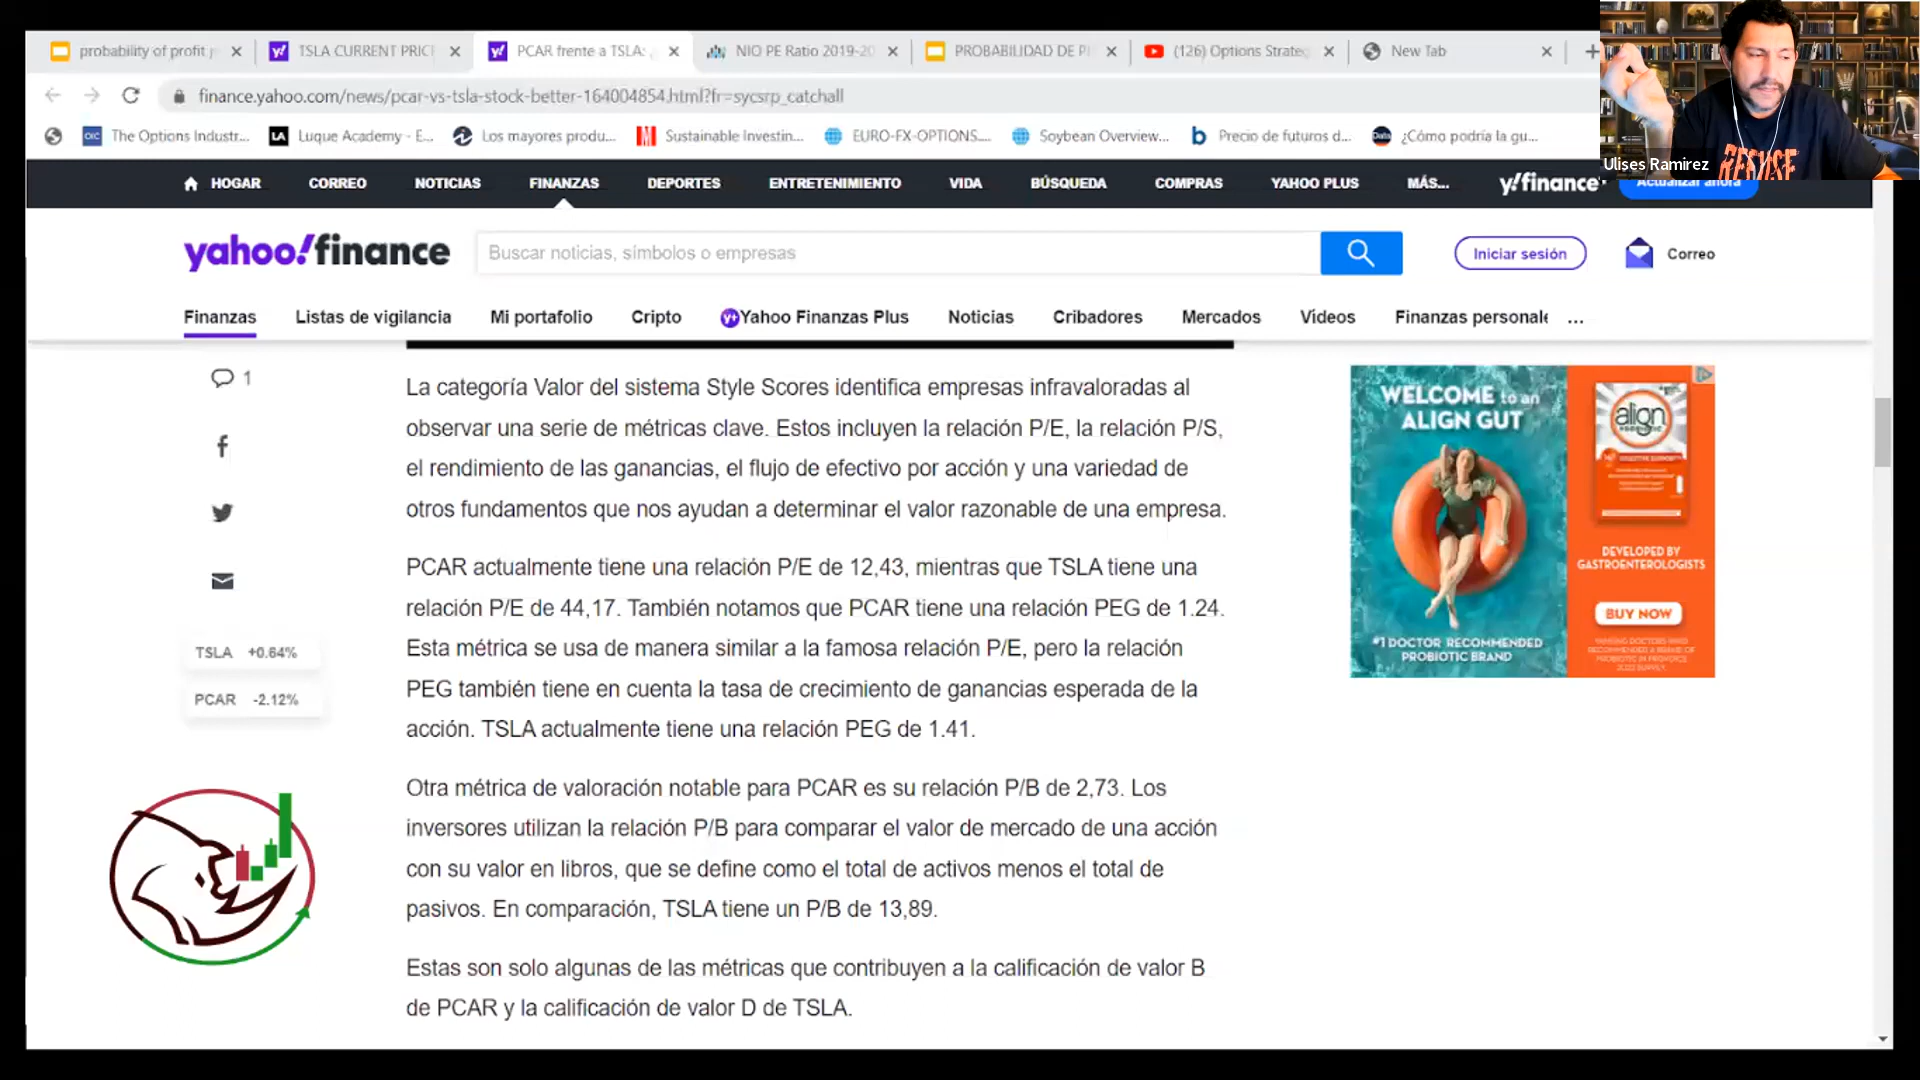 probability of profit
TSLA CURRENT PRIC
PCAR frente a TSLA:
NIO PE Ratio 2019-20
PROBABILIDAD DE P
(126) Options Strateg
New Tab
finance.yahoo.com/news/pcar-vs-tsla-stock-better-164004854.html?fr=sycsrp_catchall
OIC The Options Industr...
LA Luque Academy - E...
Los mayores produ...
Sustainable Investin...
EURO-FX-OPTIONS....
Soybean Overview...
b Precio de futuros d...
¿Cómo podría la gu...
Ulises Ramirez
HOGAR CORREO NOTICIAS FINANZAS DEPORTES ENTRETENIMIENTO VIDA BÚSQUEDA COMPRAS YAHOO PLUS MÁS... y!finance+ Actualizar ahora
yahoo!finance
Buscar noticias, símbolos o empresas
Iniciar sesión
Correo
Finanzas Listas de vigilancia Mi portafolio Cripto y+ Yahoo Finanzas Plus Noticias Cribadores Mercados Videos Finanzas personale ...
1
La categoría Valor del sistema Style Scores identifica empresas infravaloradas al
observar una serie de métricas clave. Estos incluyen la relación P/E, la relación P/S,
el rendimiento de las ganancias, el flujo de efectivo por acción y una variedad de
otros fundamentos que nos ayudan a determinar el valor razonable de una empresa.
PCAR actualmente tiene una relación P/E de 12,43, mientras que TSLA tiene una
relación P/E de 44,17. También notamos que PCAR tiene una relación PEG de 1.24.
Esta métrica se usa de manera similar a la famosa relación P/E, pero la relación
PEG también tiene en cuenta la tasa de crecimiento de ganancias esperada de la
acción. TSLA actualmente tiene una relación PEG de 1.41.
Otra métrica de valoración notable para PCAR es su relación P/B de 2,73. Los
inversores utilizan la relación P/B para comparar el valor de mercado de una acción
con su valor en libros, que se define como el total de activos menos el total de
pasivos. En comparación, TSLA tiene un P/B de 13,89.
Estas son solo algunas de las métricas que contribuyen a la calificación de valor B
de PCAR y la calificación de valor D de TSLA.
TSLA +0.64%
PCAR -2.12%
WELCOME to an
ALIGN GUT
#1 DOCTOR RECOMMENDED
PROBIOTIC BRAND
align
DEVELOPED BY
GASTROENTEROLOGISTS
BUY NOW